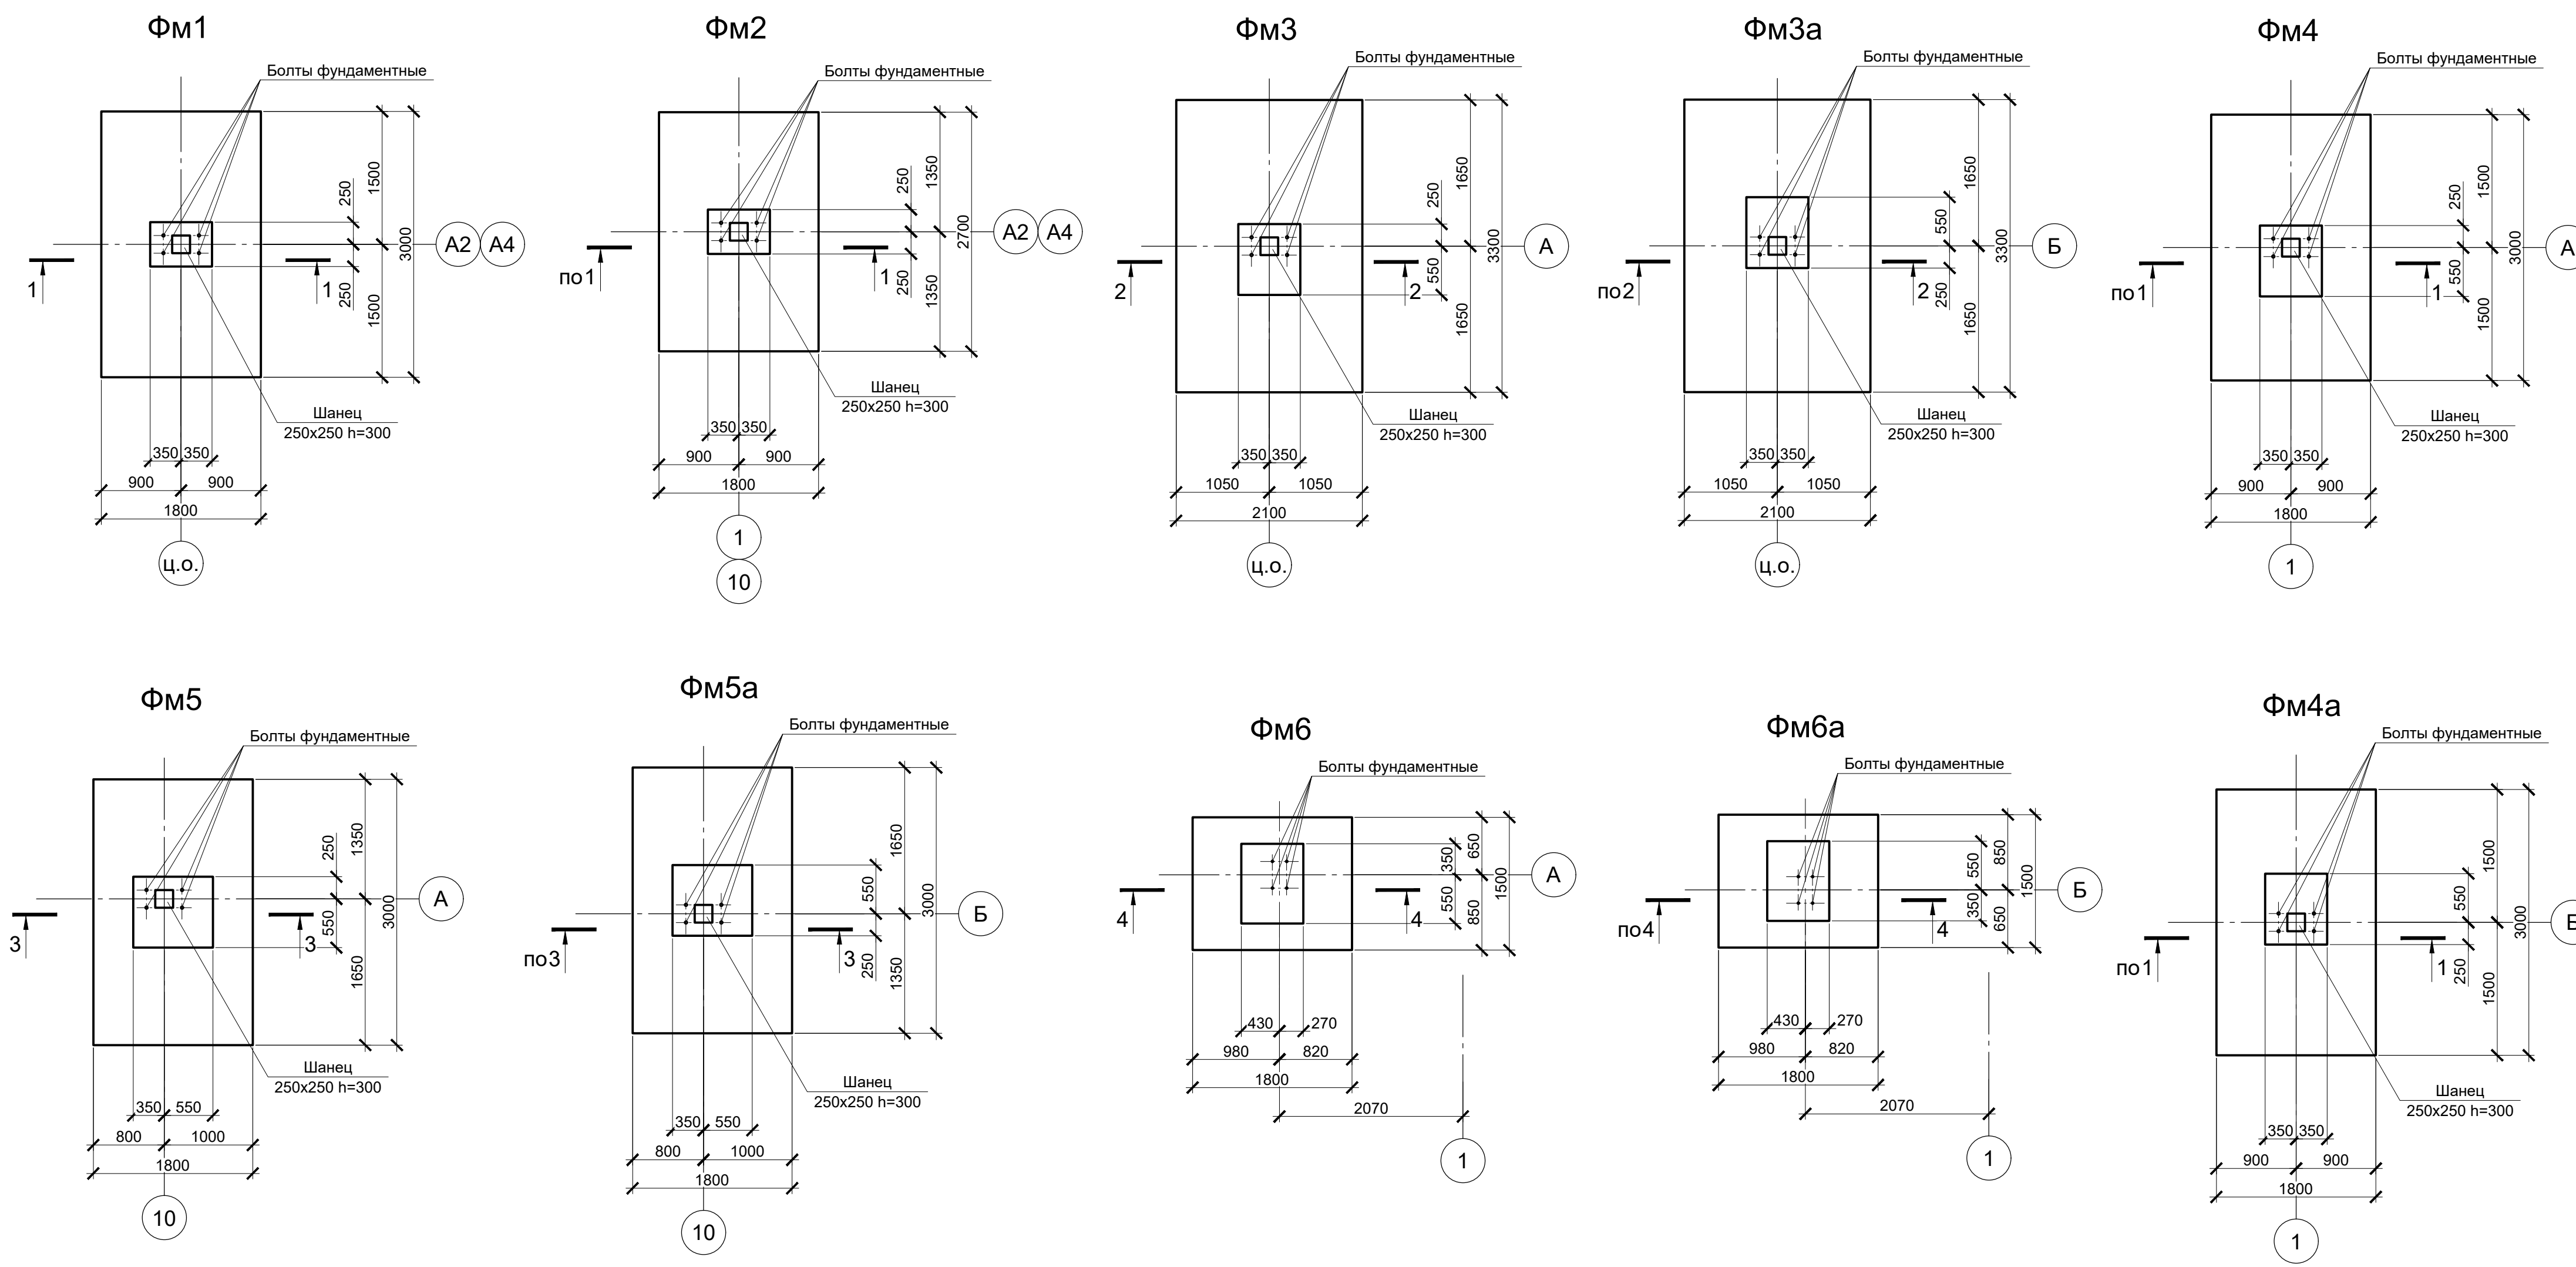 Фм1
Болты фундаментные
1500
250
3000
А2
А4
1
1
250
1500
Шанец
250х250 h=300
350
350
900
900
1800
ц.о.
Фм2
Болты фундаментные
1350
250
2700
А2
А4
по1
1
250
1350
Шанец
250х250 h=300
350
350
900
900
1800
1
10
Фм3
Болты фундаментные
1650
250
3300
А
2
2
550
1650
Шанец
250х250 h=300
350
350
1050
1050
2100
ц.о.
Фм3а
Болты фундаментные
1650
550
3300
Б
по2
2
250
1650
Шанец
250х250 h=300
350
350
1050
1050
2100
ц.о.
Фм4
Болты фундаментные
1500
250
3000
А
по1
1
550
1500
Шанец
250х250 h=300
350
350
900
900
1800
1
Фм5
Болты фундаментные
1350
250
3000
А
3
3
550
1650
Шанец
250х250 h=300
350
550
800
1000
1800
10
Фм5а
Болты фундаментные
1650
550
3000
Б
по3
3
250
1350
Шанец
250х250 h=300
350
550
800
1000
1800
10
Фм6
Болты фундаментные
650
350
1500
А
4
4
550
850
430
270
980
820
1800
2070
1
Фм6а
Болты фундаментные
850
550
1500
Б
по4
4
350
650
430
270
980
820
1800
2070
1
Фм4а
Болты фундаментные
1500
550
3000
Б
по1
1
250
1500
Шанец
250х250 h=300
350
350
900
900
1800
1